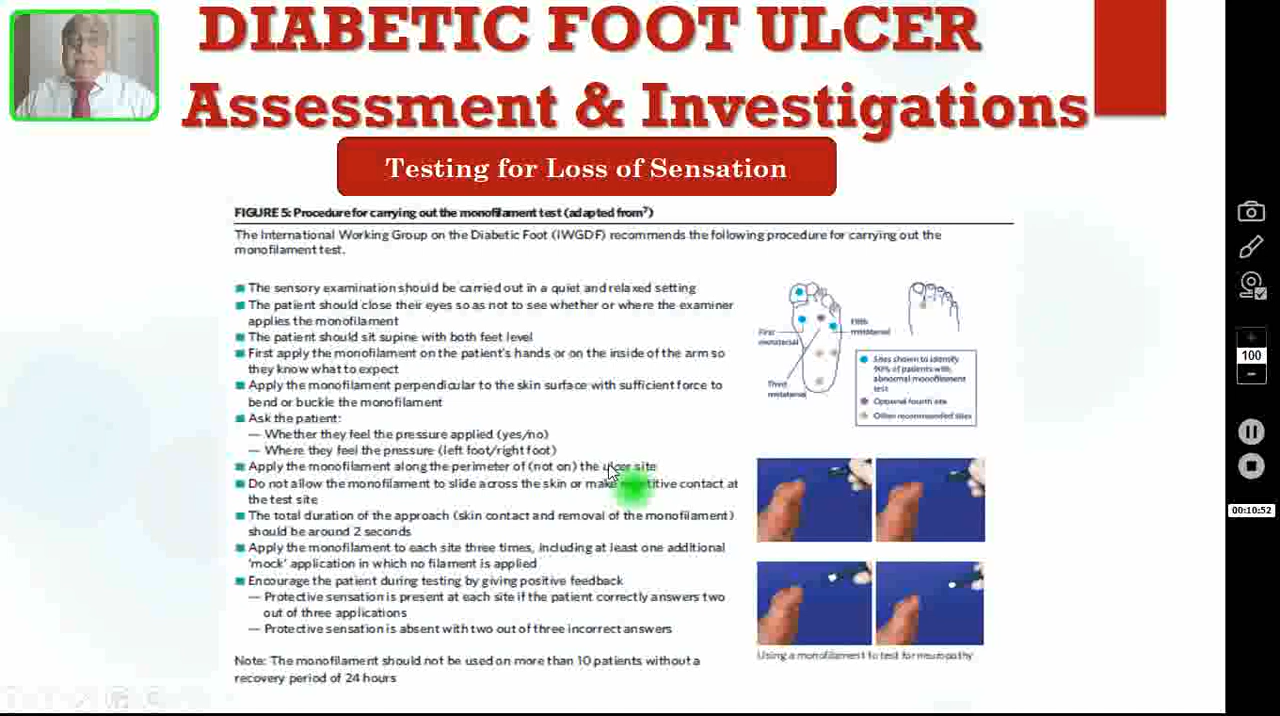 DIABETIC FOOT ULCER
Assessment & Investigations
Testing for Loss of Sensation
FIGURE 5: Procedure for carrying out the monofilament test (adapted from⁷)
The International Working Group on the Diabetic Foot (IWGDF) recommends the following procedure for carrying out the
monofilament test.
■ The sensory examination should be carried out in a quiet and relaxed setting
■ The patient should close their eyes so as not to see whether or where the examiner
applies the monofilament
■ The patient should sit supine with both feet level
■ First apply the monofilament on the patient's hands or on the inside of the arm so
they know what to expect
■ Apply the monofilament perpendicular to the skin surface with sufficient force to
bend or buckle the monofilament
■ Ask the patient:
— Whether they feel the pressure applied (yes/no)
— Where they feel the pressure (left foot/right foot)
■ Apply the monofilament along the perimeter of (not on) the ulcer site
■ Do not allow the monofilament to slide across the skin or make repetitive contact at
the test site
■ The total duration of the approach (skin contact and removal of the monofilament)
should be around 2 seconds
■ Apply the monofilament to each site three times, including at least one additional
'mock' application in which no filament is applied
■ Encourage the patient during testing by giving positive feedback
— Protective sensation is present at each site if the patient correctly answers two
out of three applications
— Protective sensation is absent with two out of three incorrect answers
Note: The monofilament should not be used on more than 10 patients without a
recovery period of 24 hours
First
metatarsal
Fifth
metatarsal
Third
metatarsal
Sites shown to identify
90% of patients with
abnormal monofilament
test
Optional fourth site
Other recommended sites
Using a monofilament to test for neuropathy
100
00:10:52